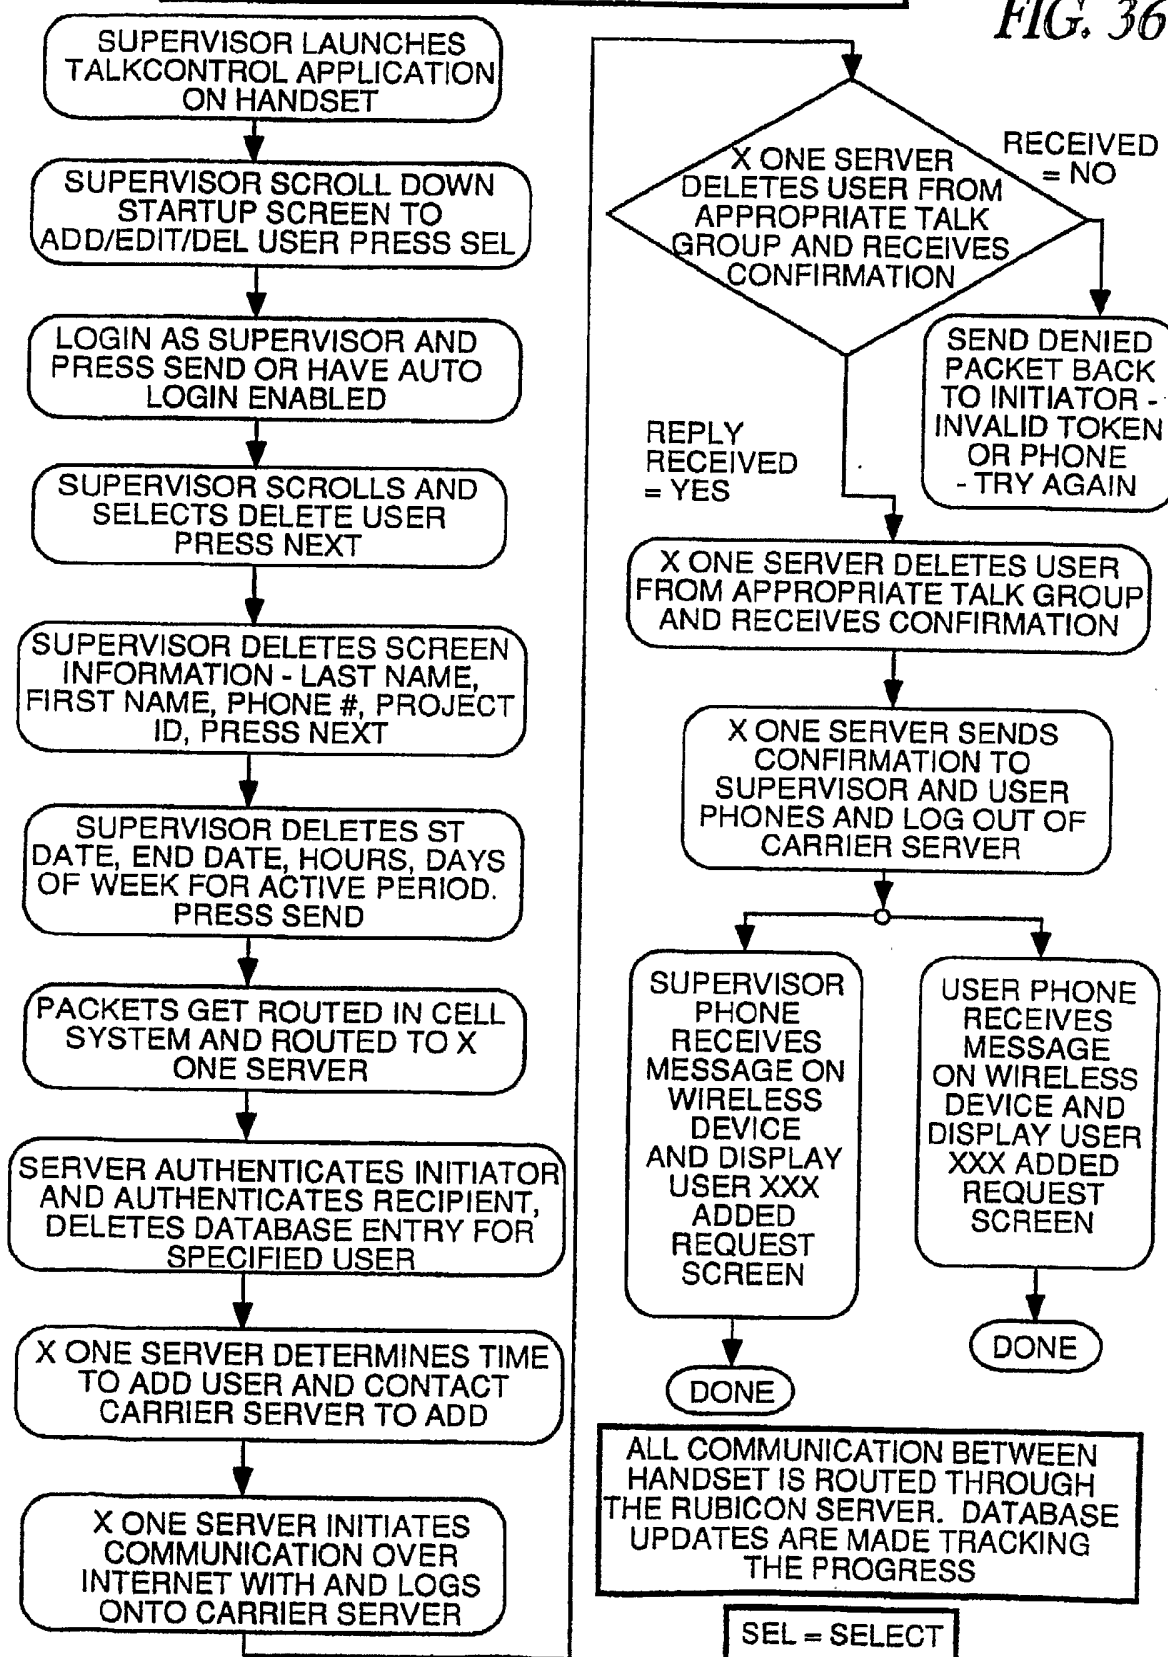 FIG. 36
SUPERVISOR LAUNCHES
TALKCONTROL APPLICATION
ON HANDSET
SUPERVISOR SCROLL DOWN
STARTUP SCREEN TO
ADD/EDIT/DEL USER PRESS SEL
LOGIN AS SUPERVISOR AND
PRESS SEND OR HAVE AUTO
LOGIN ENABLED
SUPERVISOR SCROLLS AND
SELECTS DELETE USER
PRESS NEXT
SUPERVISOR DELETES SCREEN
INFORMATION - LAST NAME,
FIRST NAME, PHONE #, PROJECT
ID, PRESS NEXT
SUPERVISOR DELETES ST
DATE, END DATE, HOURS, DAYS
OF WEEK FOR ACTIVE PERIOD.
PRESS SEND
PACKETS GET ROUTED IN CELL
SYSTEM AND ROUTED TO X
ONE SERVER
SERVER AUTHENTICATES INITIATOR
AND AUTHENTICATES RECIPIENT,
DELETES DATABASE ENTRY FOR
SPECIFIED USER
X ONE SERVER DETERMINES TIME
TO ADD USER AND CONTACT
CARRIER SERVER TO ADD
X ONE SERVER INITIATES
COMMUNICATION OVER
INTERNET WITH AND LOGS
ONTO CARRIER SERVER
X ONE SERVER
DELETES USER FROM
APPROPRIATE TALK
GROUP AND RECEIVES
CONFIRMATION
RECEIVED
= NO
SEND DENIED
PACKET BACK
TO INITIATOR -
INVALID TOKEN
OR PHONE
- TRY AGAIN
REPLY
RECEIVED
= YES
X ONE SERVER DELETES USER
FROM APPROPRIATE TALK GROUP
AND RECEIVES CONFIRMATION
X ONE SERVER SENDS
CONFIRMATION TO
SUPERVISOR AND USER
PHONES AND LOG OUT OF
CARRIER SERVER
SUPERVISOR
PHONE
RECEIVES
MESSAGE ON
WIRELESS
DEVICE
AND DISPLAY
USER XXX
ADDED
REQUEST
SCREEN
DONE
USER PHONE
RECEIVES
MESSAGE
ON WIRELESS
DEVICE AND
DISPLAY USER
XXX ADDED
REQUEST
SCREEN
DONE
ALL COMMUNICATION BETWEEN
HANDSET IS ROUTED THROUGH
THE RUBICON SERVER. DATABASE
UPDATES ARE MADE TRACKING
THE PROGRESS
SEL = SELECT